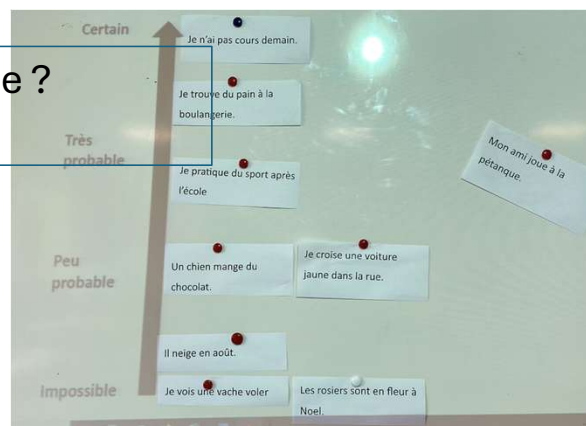 e ?
Certain
Je n'ai pas cours demain.
Je trouve du pain à la
boulangerie.
Très
probable
Mon ami joue à la
pétanque.
Je pratique du sport après
l'école
Peu
probable
Un chien mange du
chocolat.
Je croise une voiture
jaune dans la rue.
Il neige en août.
Impossible
Je vois une vache voler
Les rosiers sont en fleur à
Noel.